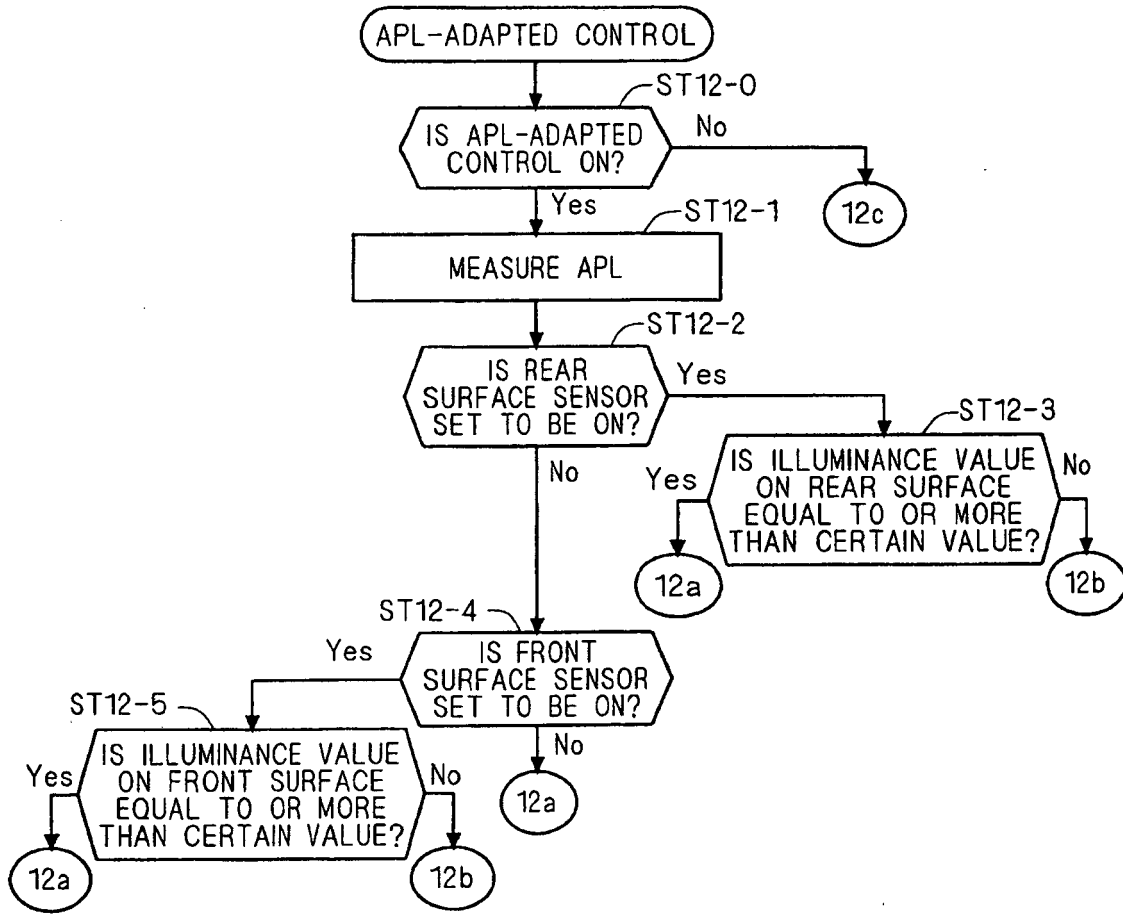 APL-ADAPTED CONTROL
ST12-0
IS APL-ADAPTED
CONTROL ON?
No
12c
Yes
ST12-1
MEASURE APL
ST12-2
IS REAR
SURFACE SENSOR
SET TO BE ON?
Yes
No
ST12-3
IS ILLUMINANCE VALUE
ON REAR SURFACE
EQUAL TO OR MORE
THAN CERTAIN VALUE?
Yes
No
12a
12b
ST12-4
IS FRONT
SURFACE SENSOR
SET TO BE ON?
Yes
No
12a
ST12-5
IS ILLUMINANCE VALUE
ON FRONT SURFACE
EQUAL TO OR MORE
THAN CERTAIN VALUE?
Yes
No
12a
12b